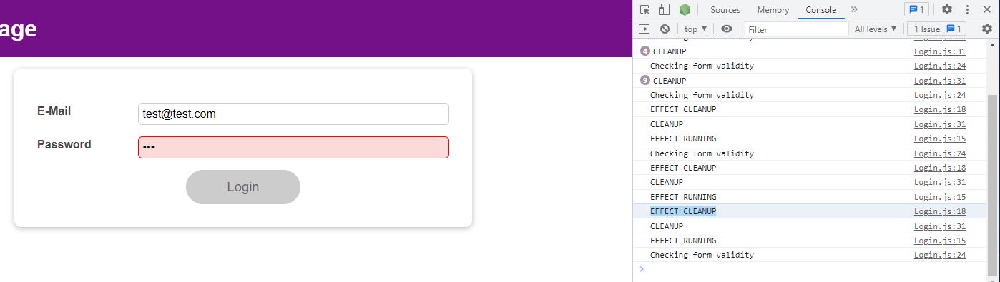 age
E-Mail
test@test.com
Password
•••
Login
Sources Memory Console » 1
top ▼ Filter All levels ▼ 1 Issue: 1
4 CLEANUP Login.js:31
Checking form validity Login.js:24
9 CLEANUP Login.js:31
Checking form validity Login.js:24
EFFECT CLEANUP Login.js:18
CLEANUP Login.js:31
EFFECT RUNNING Login.js:15
Checking form validity Login.js:24
EFFECT CLEANUP Login.js:18
CLEANUP Login.js:31
EFFECT RUNNING Login.js:15
EFFECT CLEANUP Login.js:18
CLEANUP Login.js:31
EFFECT RUNNING Login.js:15
Checking form validity Login.js:24